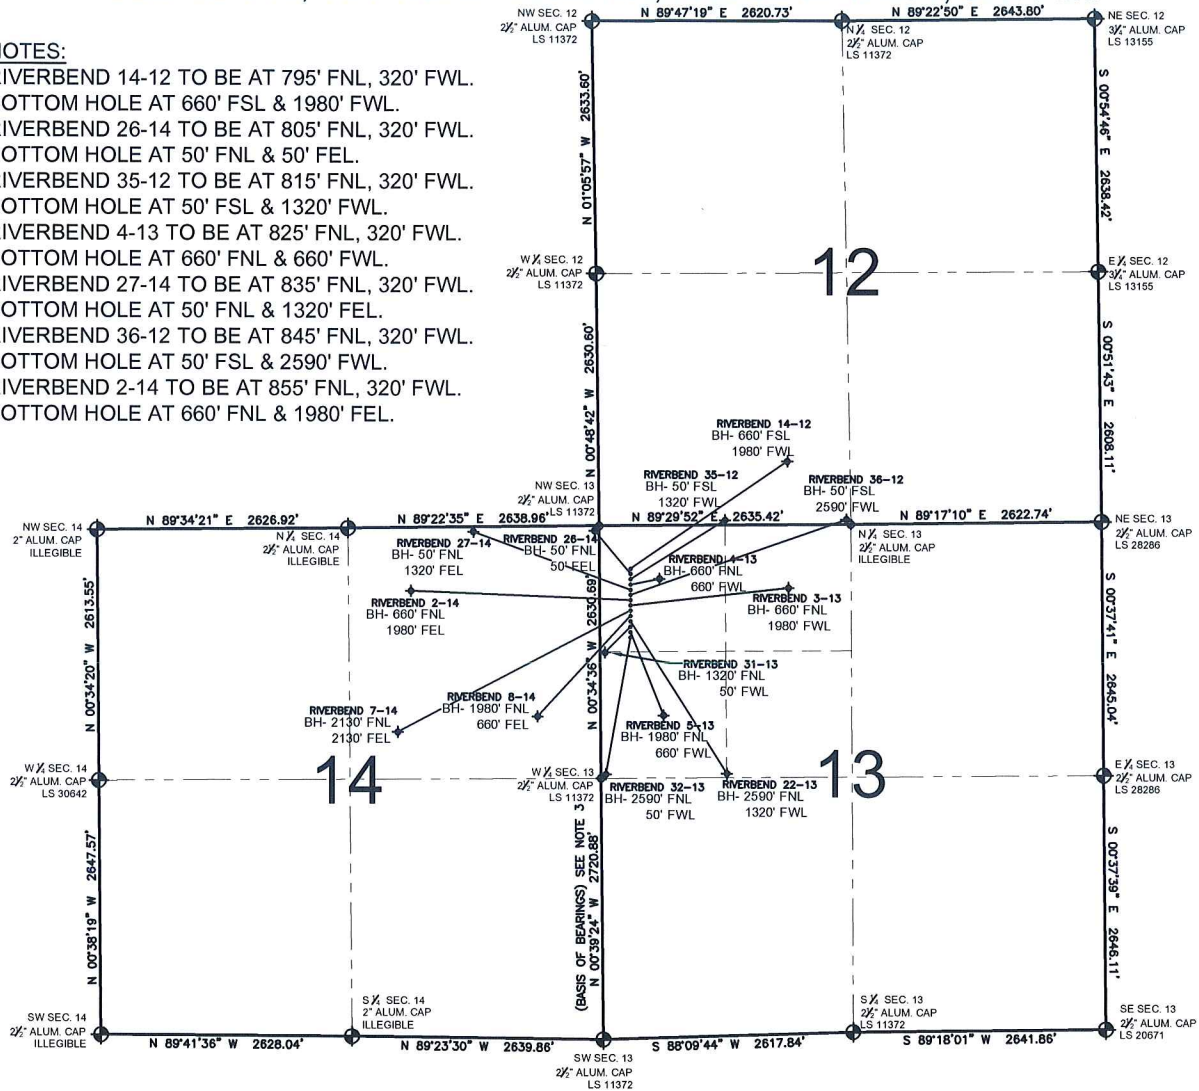 NOTES:
RIVERBEND 14-12 TO BE AT 795' FNL, 320' FWL.
BOTTOM HOLE AT 660' FSL & 1980' FWL.
RIVERBEND 26-14 TO BE AT 805' FNL, 320' FWL.
BOTTOM HOLE AT 50' FNL & 50' FEL.
RIVERBEND 35-12 TO BE AT 815' FNL, 320' FWL.
BOTTOM HOLE AT 50' FSL & 1320' FWL.
RIVERBEND 4-13 TO BE AT 825' FNL, 320' FWL.
BOTTOM HOLE AT 660' FNL & 660' FWL.
RIVERBEND 27-14 TO BE AT 835' FNL, 320' FWL.
BOTTOM HOLE AT 50' FNL & 1320' FEL.
RIVERBEND 36-12 TO BE AT 845' FNL, 320' FWL.
BOTTOM HOLE AT 50' FSL & 2590' FWL.
RIVERBEND 2-14 TO BE AT 855' FNL, 320' FWL.
BOTTOM HOLE AT 660' FNL & 1980' FEL.
NW SEC. 12
2½" ALUM. CAP
LS 11372
N 89°47'19" E 2620.73'
N ¼ SEC. 12
2½" ALUM. CAP
LS 11372
N 89°22'50" E 2643.80'
NE SEC. 12
3¼" ALUM. CAP
LS 13155
N 01°05'57" W 2633.60'
S 00°54'46" E 2638.42'
W ¼ SEC. 12
2½" ALUM. CAP
LS 11372
12
E ¼ SEC. 12
3¼" ALUM. CAP
LS 13155
N 00°48'42" W 2630.60'
S 00°51'43" E 2608.11'
RIVERBEND 14-12
BH- 660' FSL
1980' FWL
RIVERBEND 35-12
BH- 50' FSL
1320' FWL
RIVERBEND 36-12
BH- 50' FSL
2590' FWL
NW SEC. 13
2½" ALUM. CAP
LS 11372
NW SEC. 14
2" ALUM. CAP
ILLEGIBLE
N 89°34'21" E 2626.92'
N ¼ SEC. 14
2½" ALUM. CAP
ILLEGIBLE
N 89°22'35" E 2638.96'
N 89°29'52" E 2635.42'
N ¼ SEC. 13
2½" ALUM. CAP
ILLEGIBLE
N 89°17'10" E 2622.74'
NE SEC. 13
2½" ALUM. CAP
LS 28286
RIVERBEND 27-14
BH- 50' FNL
1320' FEL
RIVERBEND 26-14
BH- 50' FNL
50' FEL
RIVERBEND 4-13
BH- 660' FNL
660' FWL
RIVERBEND 2-14
BH- 660' FNL
1980' FEL
RIVERBEND 3-13
BH- 660' FNL
1980' FWL
N 00°34'20" W 2613.55'
N 00°34'36" W 2630.69'
S 00°37'41" E 2645.04'
RIVERBEND 31-13
BH- 1320' FNL
50' FWL
RIVERBEND 8-14
BH- 1980' FNL
660' FEL
RIVERBEND 7-14
BH- 2130' FNL
2130' FEL
RIVERBEND 5-13
BH- 1980' FNL
660' FWL
W ¼ SEC. 14
2½" ALUM. CAP
LS 30642
14
W ¼ SEC. 13
2½" ALUM. CAP
LS 11372
RIVERBEND 32-13
BH- 2590' FNL
50' FWL
RIVERBEND 22-13
BH- 2590' FNL
1320' FWL
13
E ¼ SEC. 13
2½" ALUM. CAP
LS 28286
N 00°38'19" W 2647.57'
(BASIS OF BEARINGS) SEE NOTE 3
N 00°39'24" W 2720.88'
S 00°37'39" E 2646.11'
SW SEC. 14
2½" ALUM. CAP
ILLEGIBLE
N 89°41'36" W 2628.04'
S ¼ SEC. 14
2" ALUM. CAP
ILLEGIBLE
N 89°23'30" W 2639.86'
SW SEC. 13
2½" ALUM. CAP
LS 11372
S 88°09'44" W 2617.84'
S ¼ SEC. 13
2½" ALUM. CAP
LS 11372
S 89°18'01" W 2641.86'
SE SEC. 13
2½" ALUM. CAP
LS 20671